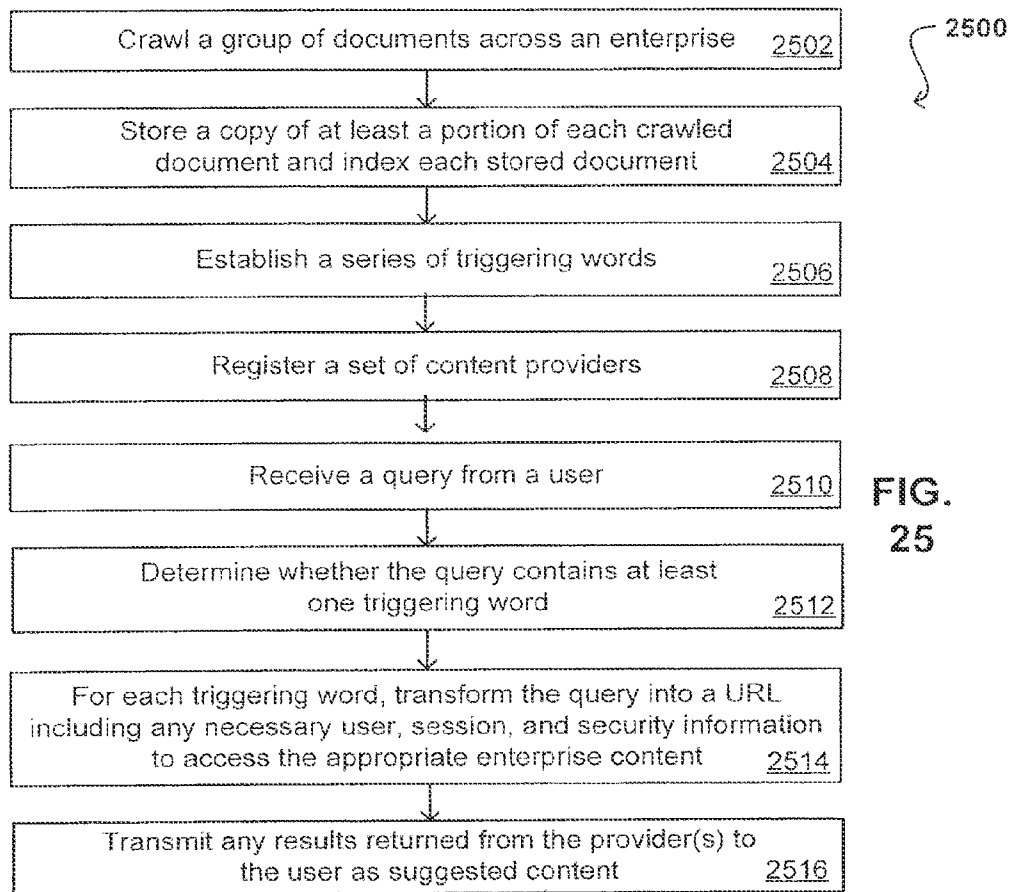 Crawl a group of documents across an enterprise 2502
2500
Store a copy of at least a portion of each crawled
document and index each stored document 2504
Establish a series of triggering words 2506
Register a set of content providers 2508
Receive a query from a user 2510
FIG.
25
Determine whether the query contains at least
one triggering word 2512
For each triggering word, transform the query into a URL
including any necessary user, session, and security information
to access the appropriate enterprise content 2514
Transmit any results returned from the provider(s) to
the user as suggested content 2516